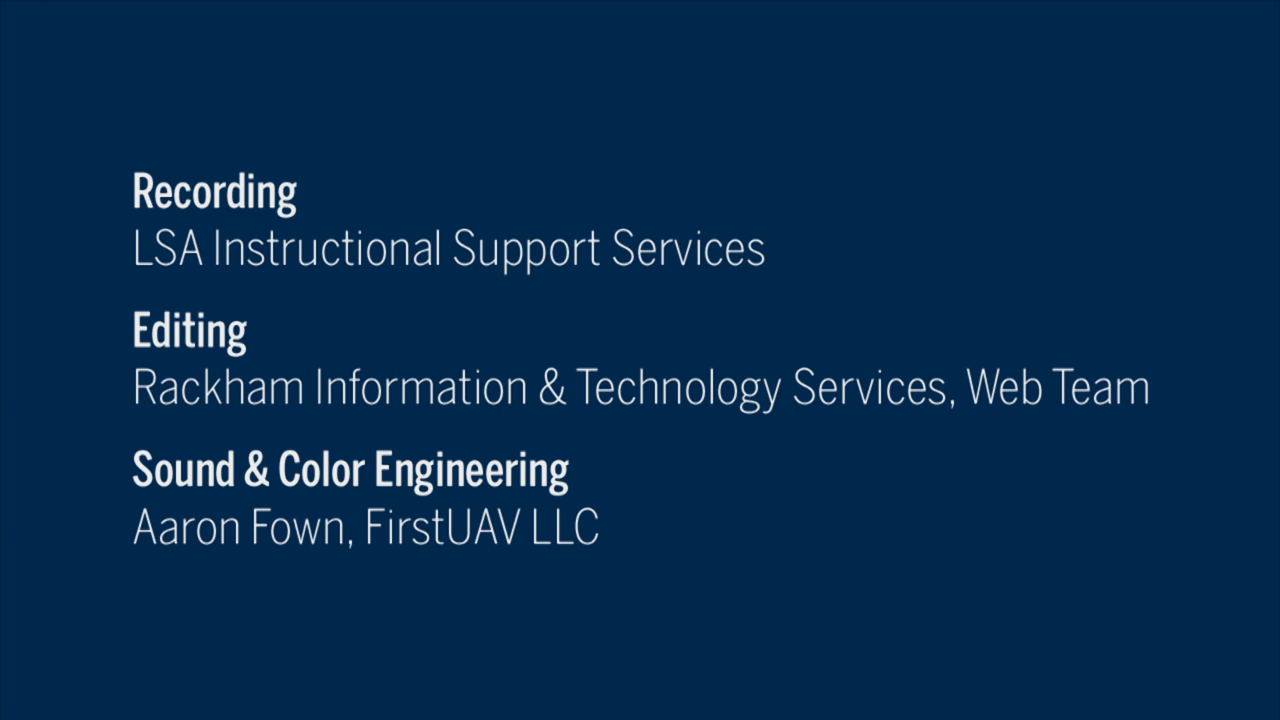 Recording
LSA Instructional Support Services
Editing
Rackham Information & Technology Services, Web Team
Sound & Color Engineering
Aaron Fown, FirstUAV LLC